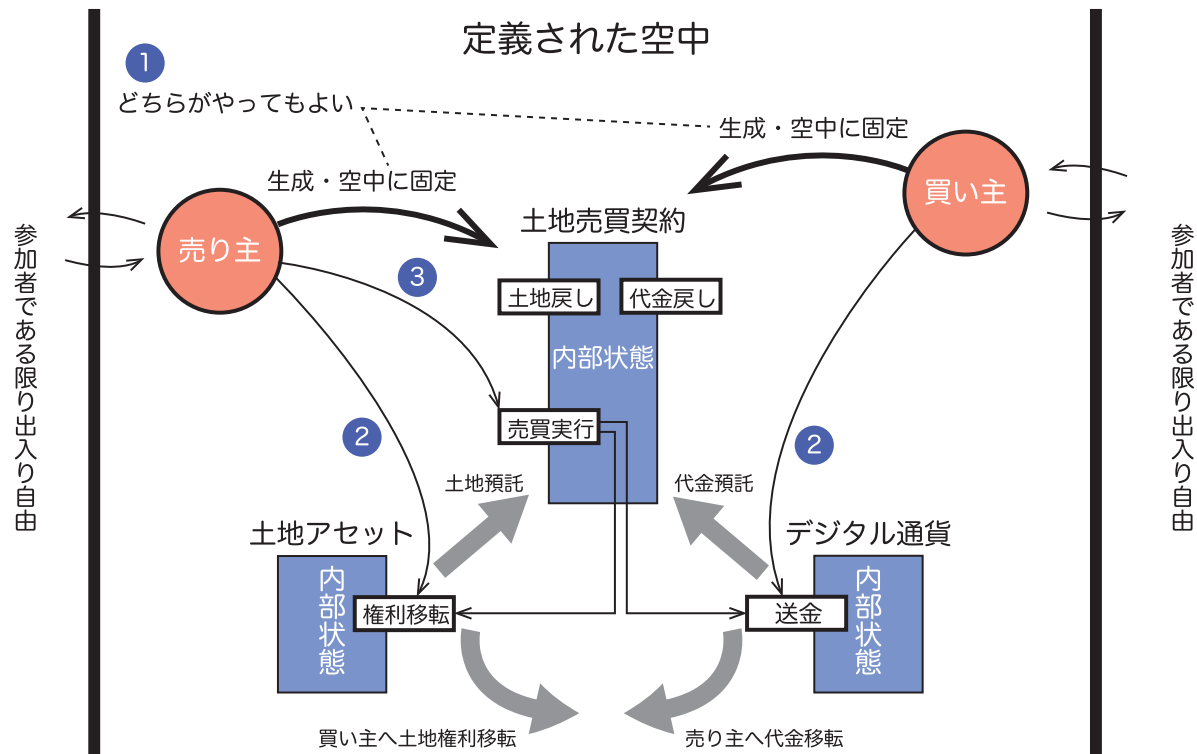 定義された空中
1
どちらがやってもよい
生成・空中に固定
生成・空中に固定
買い主
売り主
土地売買契約
参加者である限り出入り自由
参加者である限り出入り自由
3
土地戻し
代金戻し
内部状態
売買実行
2
2
土地預託
代金預託
土地アセット
デジタル通貨
内部状態
権利移転
送金
内部状態
買い主へ土地権利移転
売り主へ代金移転